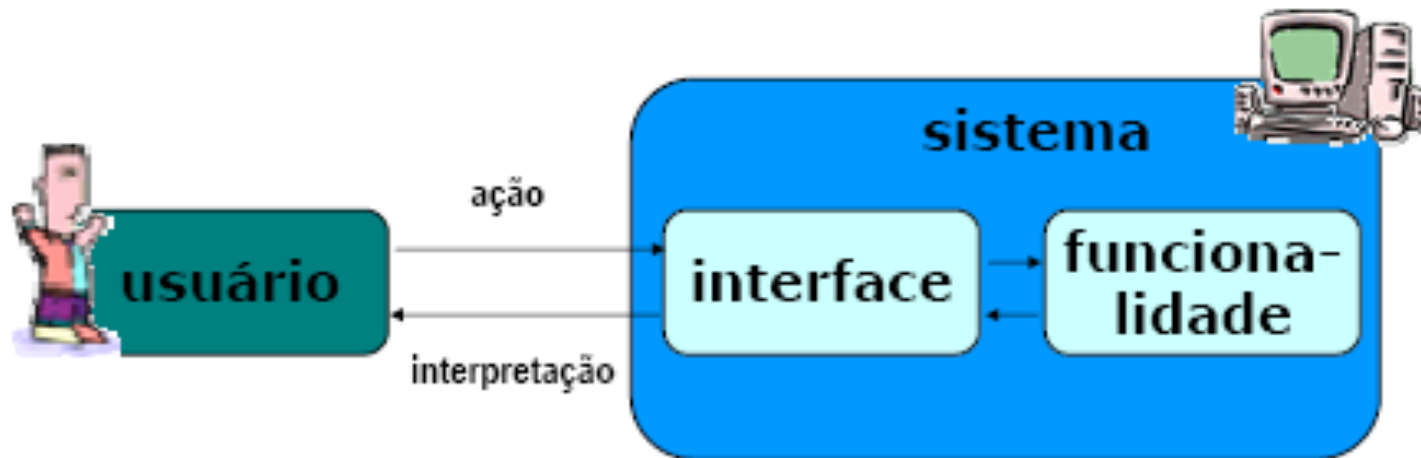 sistema
ação
usuário
interface
funciona-
lidade
interpretação